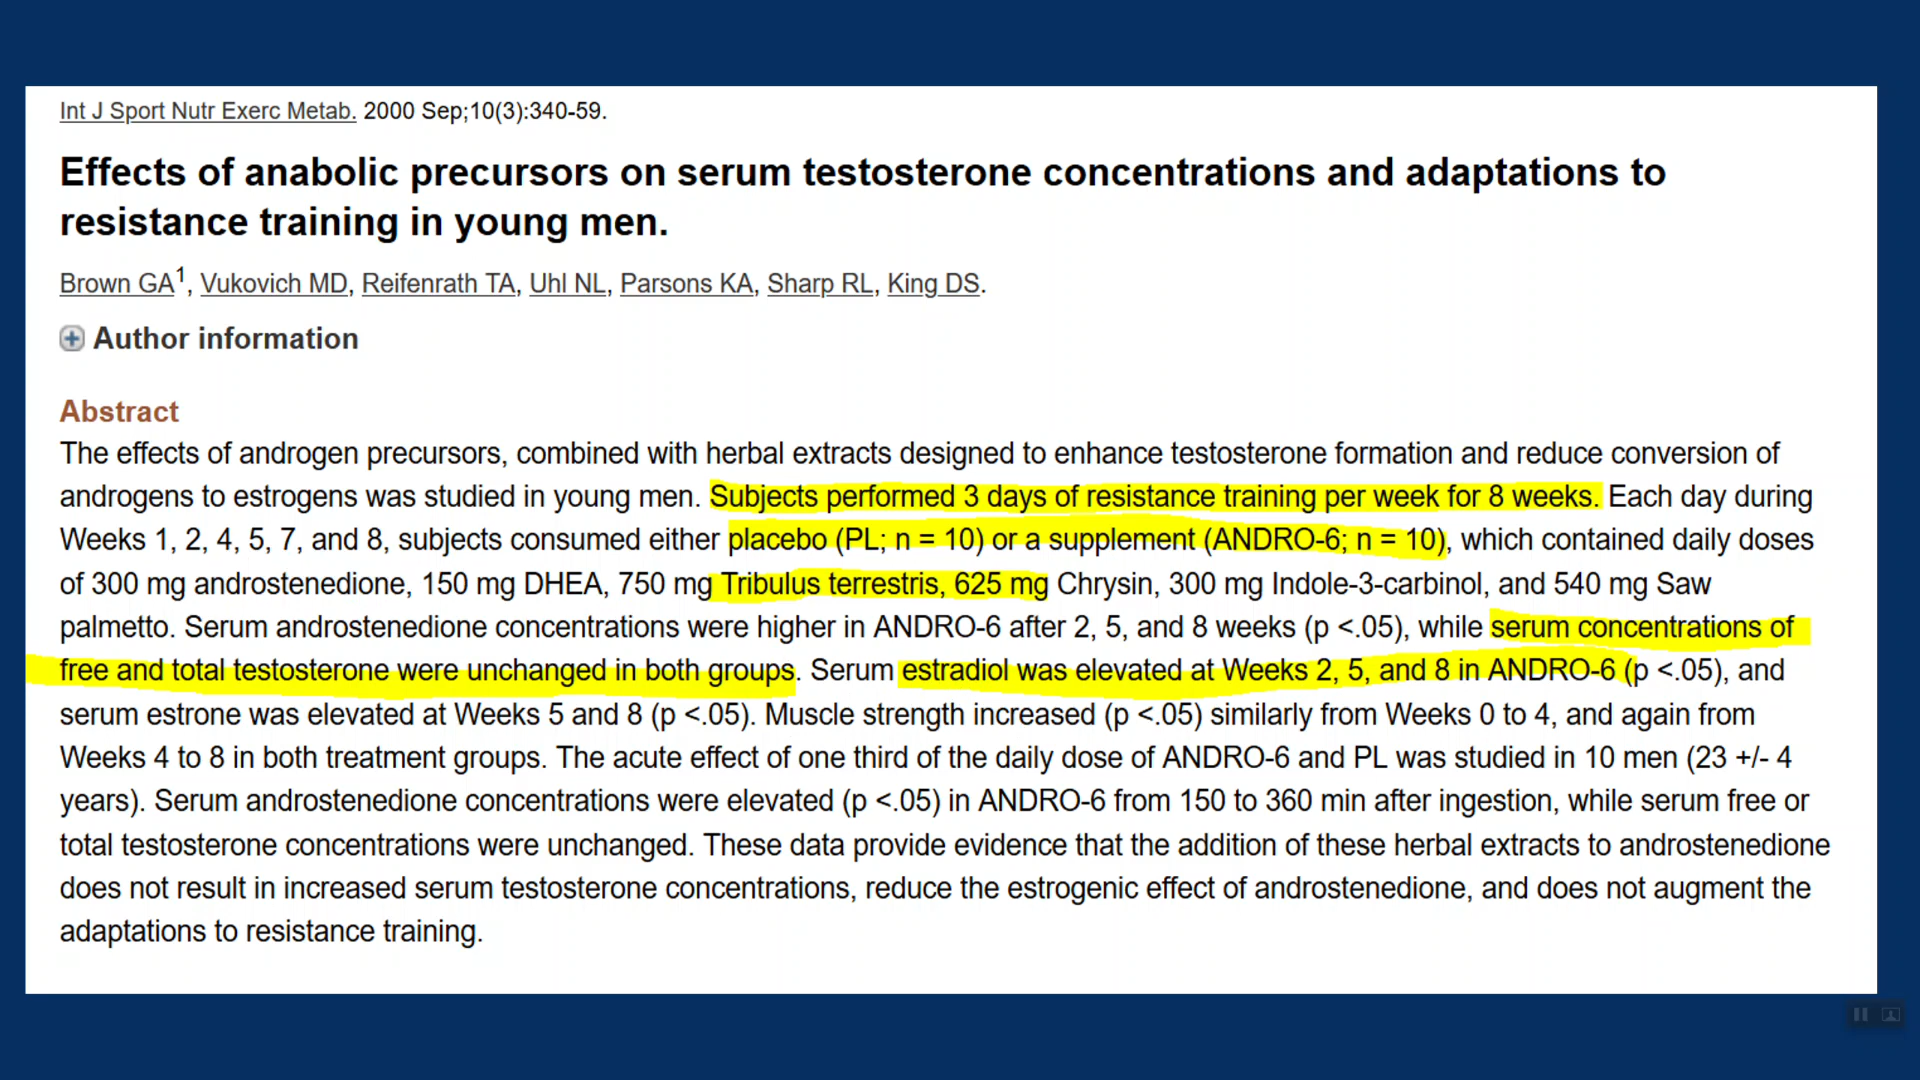 Int J Sport Nutr Exerc Metab. 2000 Sep;10(3):340-59.
Effects of anabolic precursors on serum testosterone concentrations and adaptations to
resistance training in young men.
Brown GA1, Vukovich MD, Reifenrath TA, Uhl NL, Parsons KA, Sharp RL, King DS.
Author information
Abstract
The effects of androgen precursors, combined with herbal extracts designed to enhance testosterone formation and reduce conversion of
androgens to estrogens was studied in young men. Subjects performed 3 days of resistance training per week for 8 weeks. Each day during
Weeks 1, 2, 4, 5, 7, and 8, subjects consumed either placebo (PL; n = 10) or a supplement (ANDRO-6; n = 10), which contained daily doses
of 300 mg androstenedione, 150 mg DHEA, 750 mg Tribulus terrestris, 625 mg Chrysin, 300 mg Indole-3-carbinol, and 540 mg Saw
palmetto. Serum androstenedione concentrations were higher in ANDRO-6 after 2, 5, and 8 weeks (p <.05), while serum concentrations of
free and total testosterone were unchanged in both groups. Serum estradiol was elevated at Weeks 2, 5, and 8 in ANDRO-6 (p <.05), and
serum estrone was elevated at Weeks 5 and 8 (p <.05). Muscle strength increased (p <.05) similarly from Weeks 0 to 4, and again from
Weeks 4 to 8 in both treatment groups. The acute effect of one third of the daily dose of ANDRO-6 and PL was studied in 10 men (23 +/- 4
years). Serum androstenedione concentrations were elevated (p <.05) in ANDRO-6 from 150 to 360 min after ingestion, while serum free or
total testosterone concentrations were unchanged. These data provide evidence that the addition of these herbal extracts to androstenedione
does not result in increased serum testosterone concentrations, reduce the estrogenic effect of androstenedione, and does not augment the
adaptations to resistance training.